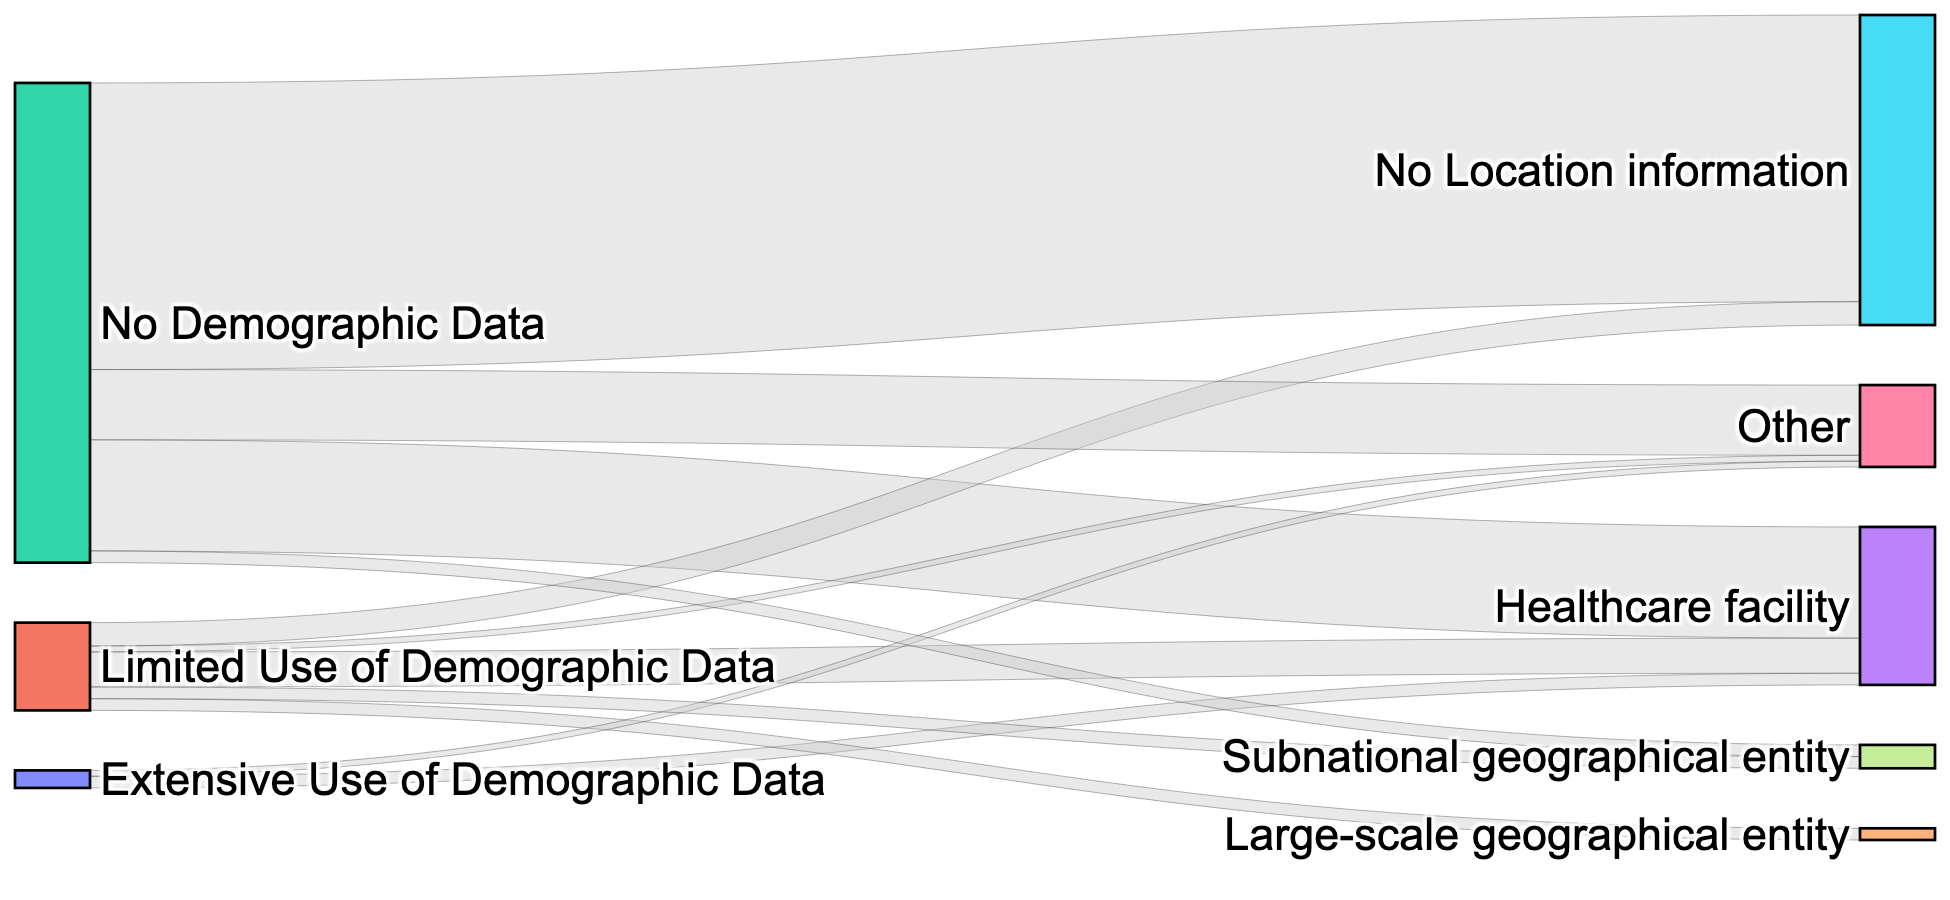 No Location information
No Demographic Data
Other
Healthcare facility
Limited Use of Demographic Data
Subnational geographical entity
Extensive Use of Demographic Data
Large-scale geographical entity